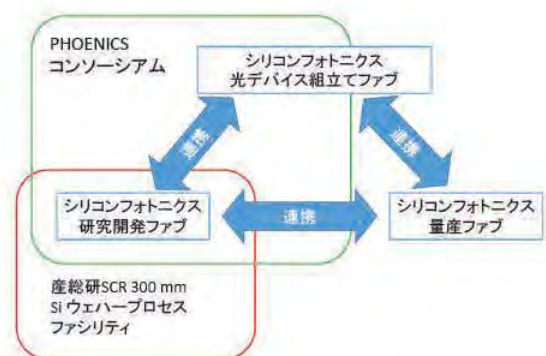 PHOENICS
コンソーシアム
シリコンフォトニクス
光デバイス組立てファブ
連携
連携
シリコンフォトニクス
研究開発ファブ
連携
シリコンフォトニクス
量産ファブ
産総研SCR 300 mm
Si ウェハープロセス
ファシリティ